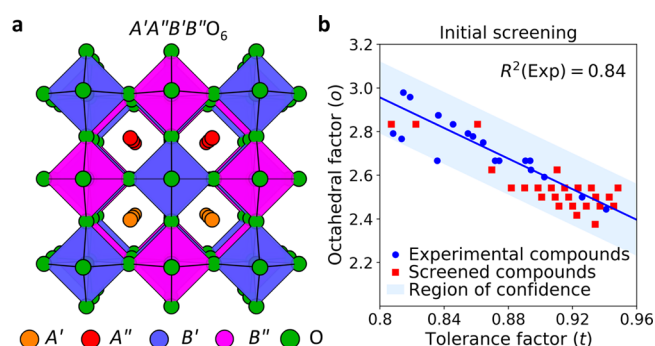 a
A′A″B′B″O₆
A′ A″ B′ B″ O
b
Initial screening
R²(Exp) = 0.84
Octahedral factor (o)
3.2
3.0
2.8
2.6
2.4
2.2
Experimental compounds
Screened compounds
Region of confidence
0.8 0.84 0.88 0.92 0.96
Tolerance factor (t)